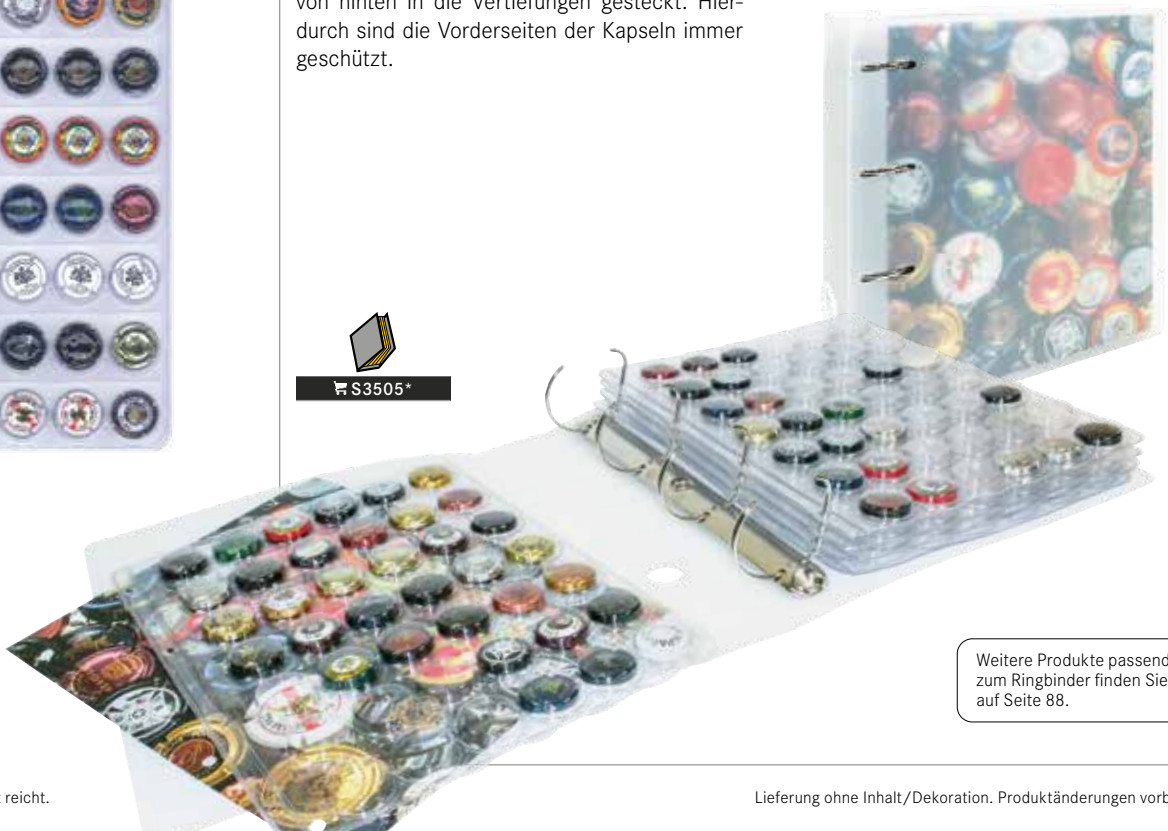 von hinten in die Vertiefungen gesteckt. Hier-
durch sind die Vorderseiten der Kapseln immer
geschützt.
S3505*
Weitere Produkte passend
zum Ringbinder finden Sie
auf Seite 88.
reicht.
Lieferung ohne Inhalt/Dekoration. Produktänderungen